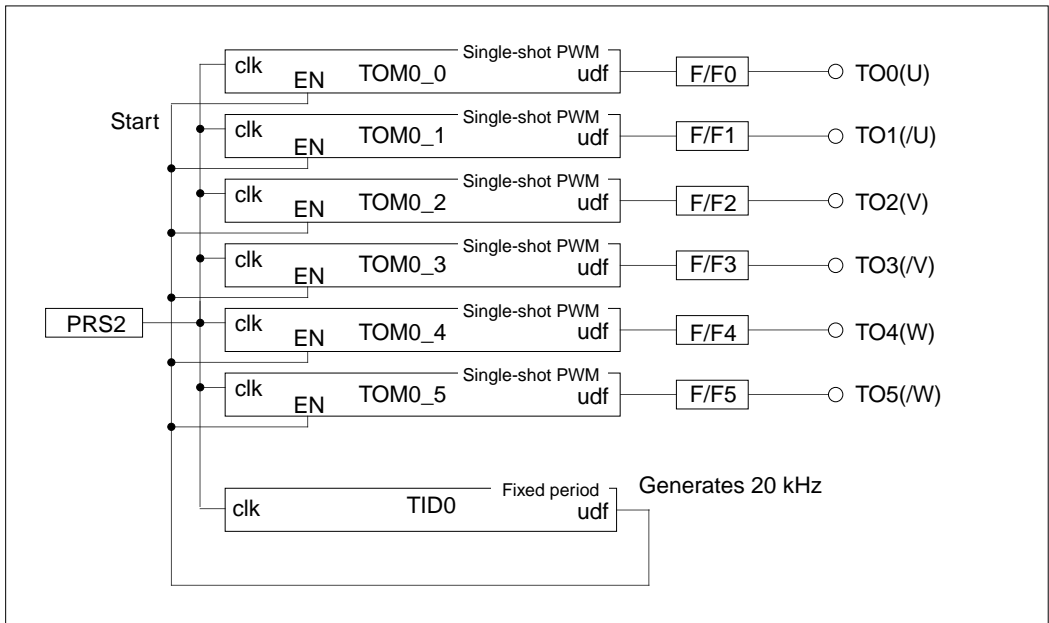 Single-shot PWM
clk
EN
TOM0_0
udf
F/F0
TO0(U)
Start
Single-shot PWM
clk
EN
TOM0_1
udf
F/F1
TO1(/U)
Single-shot PWM
clk
EN
TOM0_2
udf
F/F2
TO2(V)
Single-shot PWM
clk
EN
TOM0_3
udf
F/F3
TO3(/V)
PRS2
Single-shot PWM
clk
EN
TOM0_4
udf
F/F4
TO4(W)
Single-shot PWM
clk
EN
TOM0_5
udf
F/F5
TO5(/W)
Fixed period
clk
TID0
udf
Generates 20 kHz